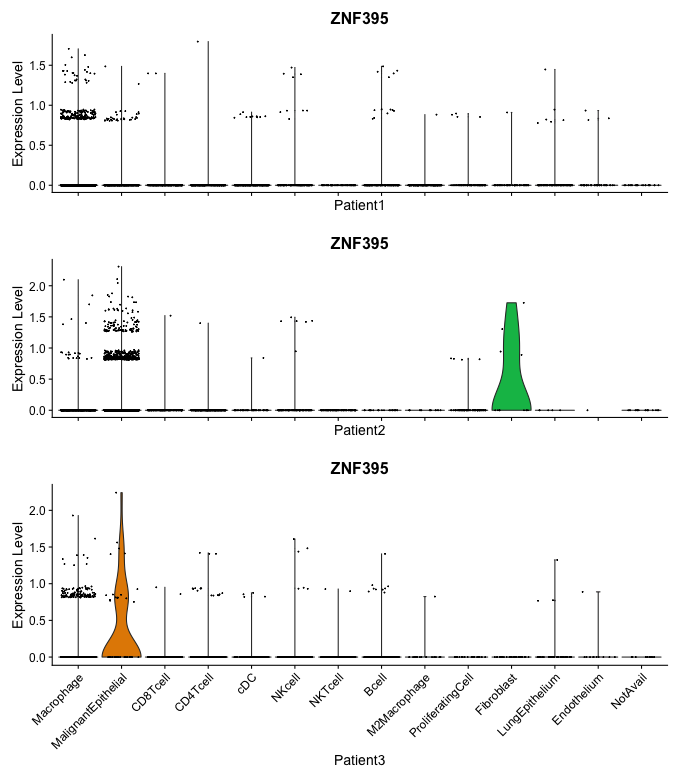 ZNF395
Expression Level
1.5
1.0
0.5
0.0
Patient1
ZNF395
Expression Level
2.0
1.5
1.0
0.5
0.0
Patient2
ZNF395
Expression Level
2.0
1.5
1.0
0.5
0.0
Macrophage
MalignantEpithelial
CD8Tcell
CD4Tcell
cDC
NKcell
NKTcell
Bcell
M2Macrophage
ProliferatingCell
Fibroblast
LungEpithelium
Endothelium
NotAvail
Patient3